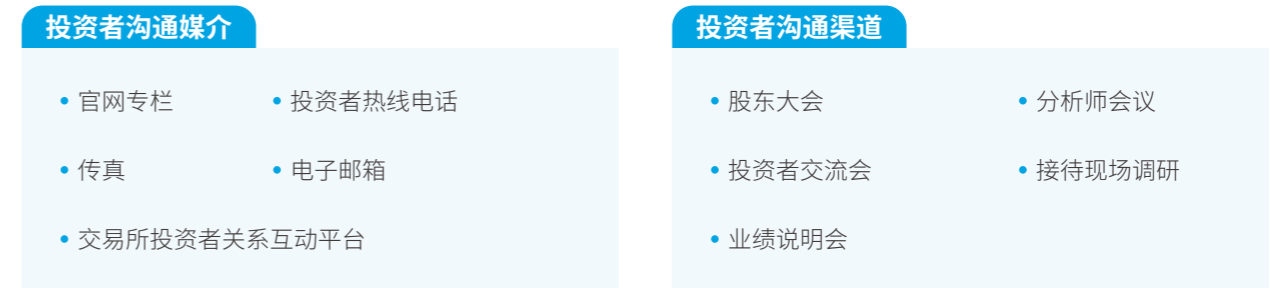 投资者沟通媒介
• 官网专栏
• 投资者热线电话
• 传真
• 电子邮箱
• 交易所投资者关系互动平台
投资者沟通渠道
• 股东大会
• 分析师会议
• 投资者交流会
• 接待现场调研
• 业绩说明会